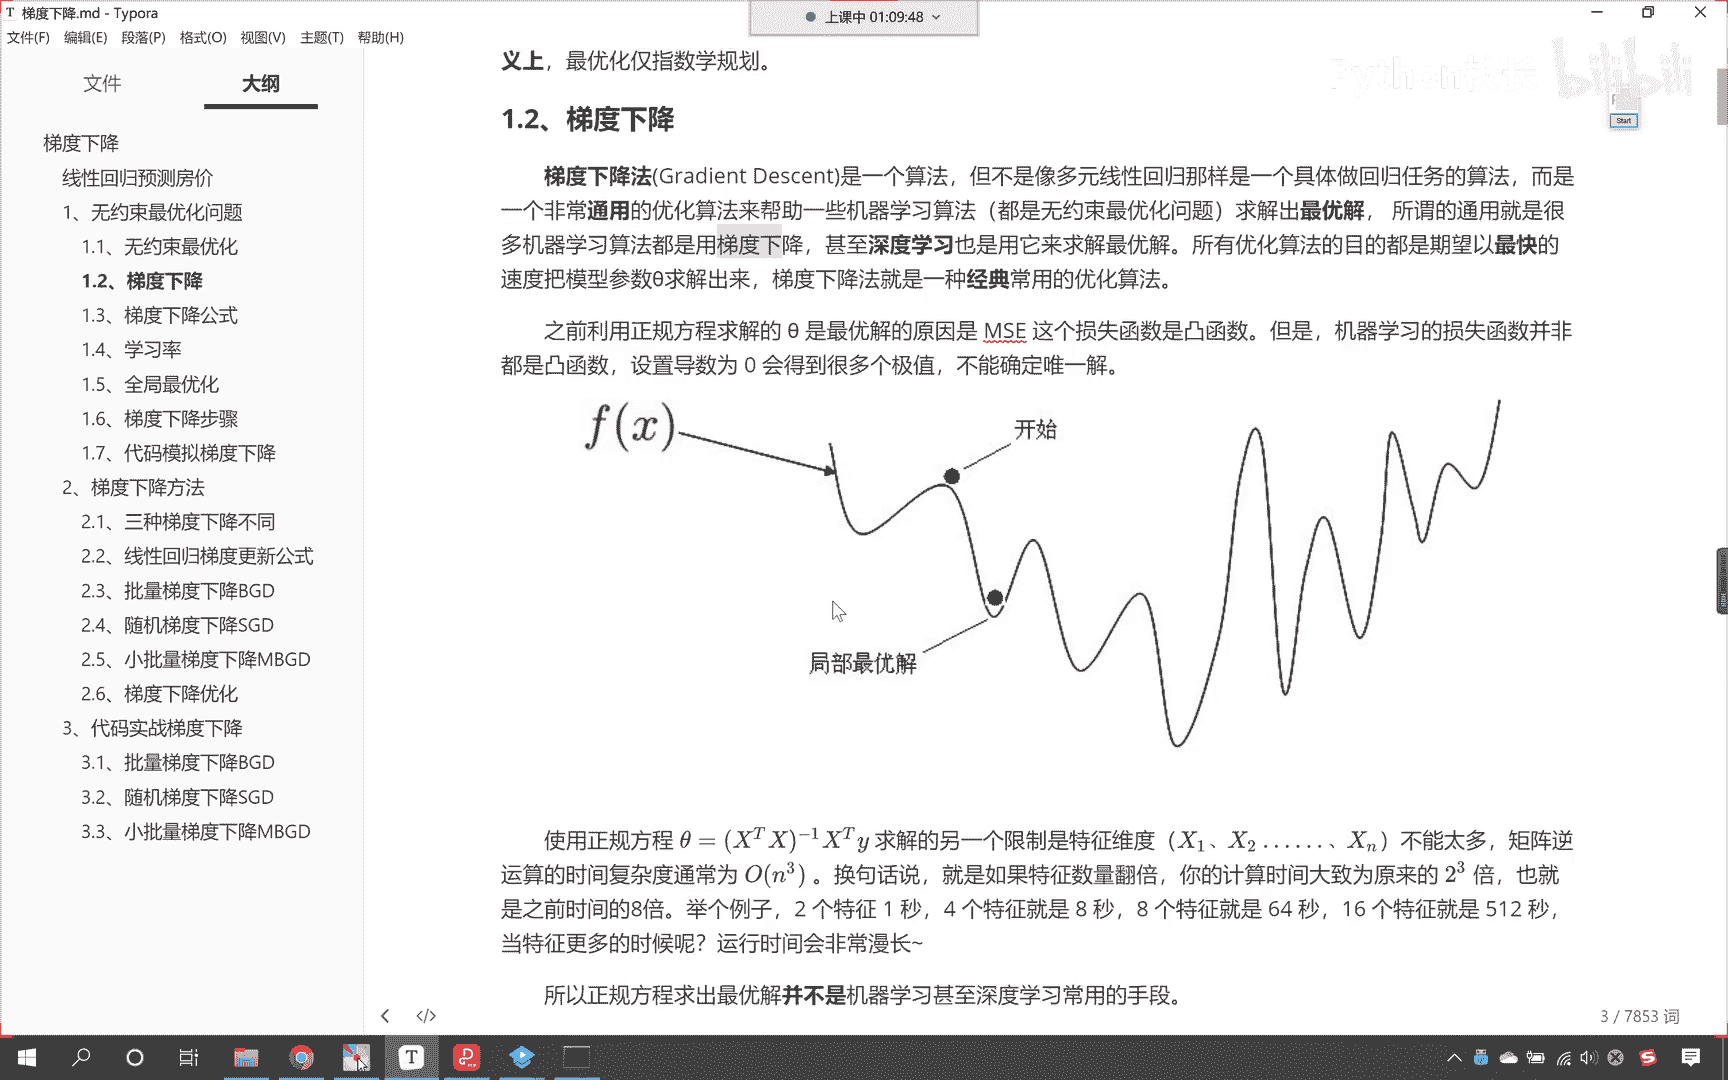 梯度下降.md - Typora
上课中 01:09:48
文件(F) 编辑(E) 段落(P) 格式(O) 视图(V) 主题(T) 帮助(H)
文件 大纲
梯度下降
线性回归预测房价
1、无约束最优化问题
1.1、无约束最优化
1.2、梯度下降
1.3、梯度下降公式
1.4、学习率
1.5、全局最优化
1.6、梯度下降步骤
1.7、代码模拟梯度下降
2、梯度下降方法
2.1、三种梯度下降不同
2.2、线性回归梯度更新公式
2.3、批量梯度下降BGD
2.4、随机梯度下降SGD
2.5、小批量梯度下降MBGD
2.6、梯度下降优化
3、代码实战梯度下降
3.1、批量梯度下降BGD
3.2、随机梯度下降SGD
3.3、小批量梯度下降MBGD
bilibili
Start
义上，最优化仅指数学规划。
1.2、梯度下降
梯度下降法(Gradient Descent)是一个算法，但不是像多元线性回归那样是一个具体做回归任务的算法，而是
一个非常通用的优化算法来帮助一些机器学习算法（都是无约束最优化问题）求解出最优解， 所谓的通用就是很
多机器学习算法都是用梯度下降，甚至深度学习也是用它来求解最优解。所有优化算法的目的都是期望以最快的
速度把模型参数θ求解出来，梯度下降法就是一种经典常用的优化算法。
之前利用正规方程求解的 θ 是最优解的原因是 MSE 这个损失函数是凸函数。但是，机器学习的损失函数并非
都是凸函数，设置导数为 0 会得到很多个极值，不能确定唯一解。
f(x)
开始
局部最优解
使用正规方程 θ = (X^T X)^{-1} X^T y 求解的另一个限制是特征维度（X_1、X_2 ......、X_n）不能太多，矩阵逆
运算的时间复杂度通常为 O(n^3) 。换句话说，就是如果特征数量翻倍，你的计算时间大致为原来的 2^3 倍，也就
是之前时间的8倍。举个例子，2 个特征 1 秒，4 个特征就是 8 秒，8 个特征就是 64 秒，16 个特征就是 512 秒，
当特征更多的时候呢？运行时间会非常漫长~
所以正规方程求出最优解并不是机器学习甚至深度学习常用的手段。
3 / 7853 词